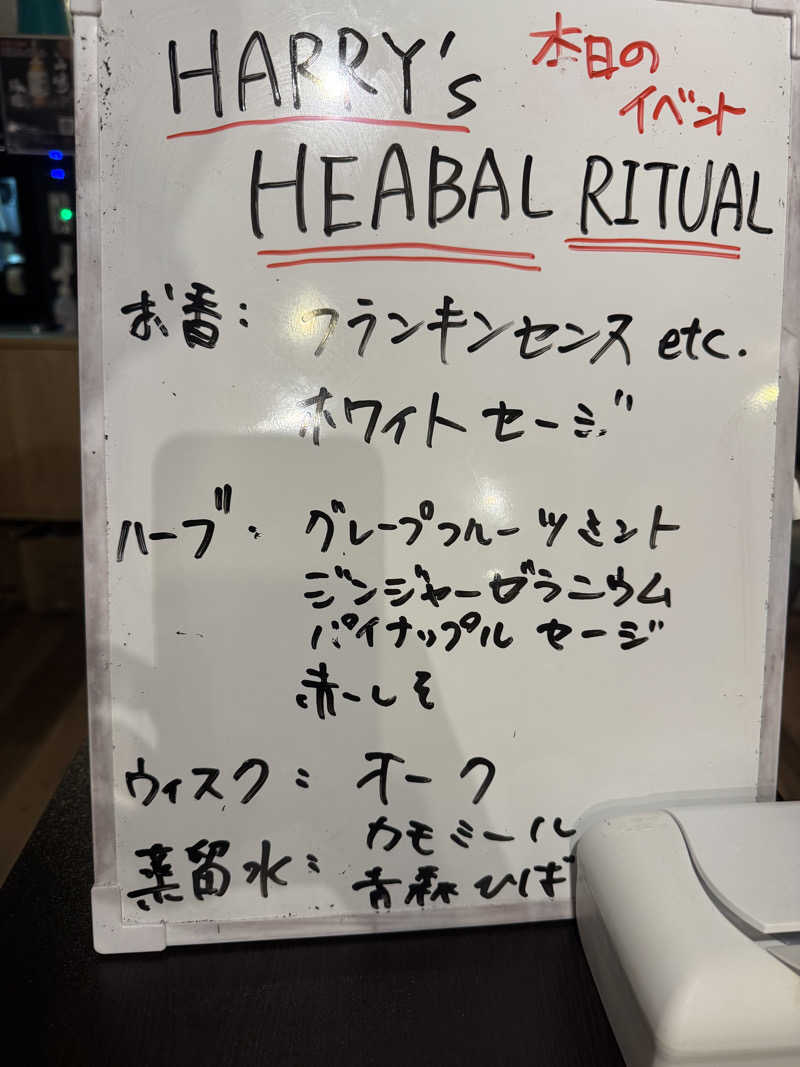 HARRY's
本日の
イベント
HEABAL RITUAL
お香: フランキンセンス etc.
ホワイトセージ
ハーブ: グレープフルーツミント
ジンジャーゼラニウム
パイナップル セージ
赤ーしそ
ウィスク: オーク
カモミール
蒸留水: 青森ひば